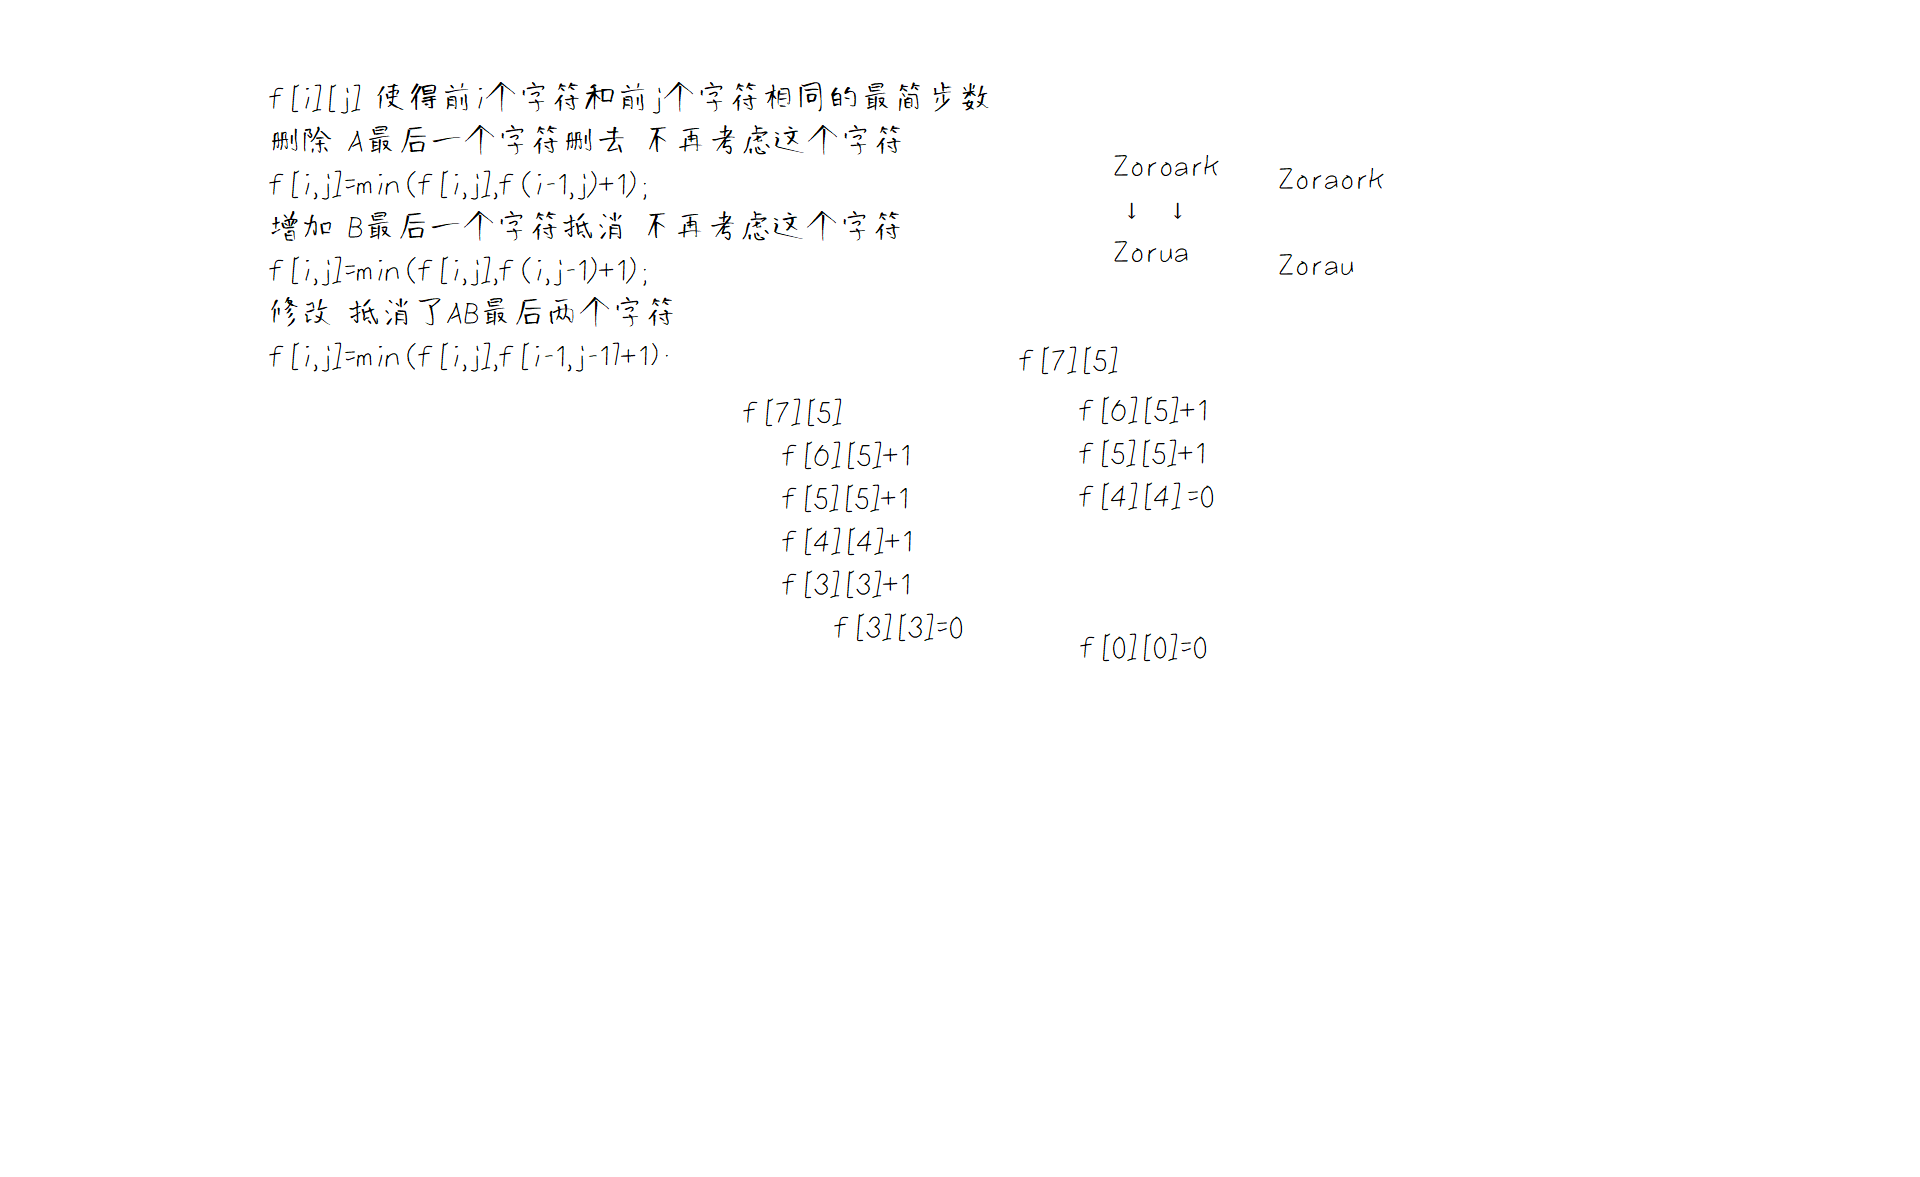 f[i][j] 使得前i个字符和前j个字符相同的最简步数
删除 A最后一个字符删去 不再考虑这个字符
f[i,j]=min(f[i,j],f(i-1,j)+1);
增加 B最后一个字符抵消 不再考虑这个字符
f[i,j]=min(f[i,j],f(i,j-1)+1);
修改 抵消了AB最后两个字符
f[i,j]=min(f[i,j],f[i-1,j-1]+1)·
Zoroark
↓ ↓
Zorua
Zoraork
Zorau
f[7][5]
f[6][5]+1
f[5][5]+1
f[4][4]+1
f[3][3]+1
f[3][3]=0
f[7][5]
f[6][5]+1
f[5][5]+1
f[4][4]=0
f[0][0]=0